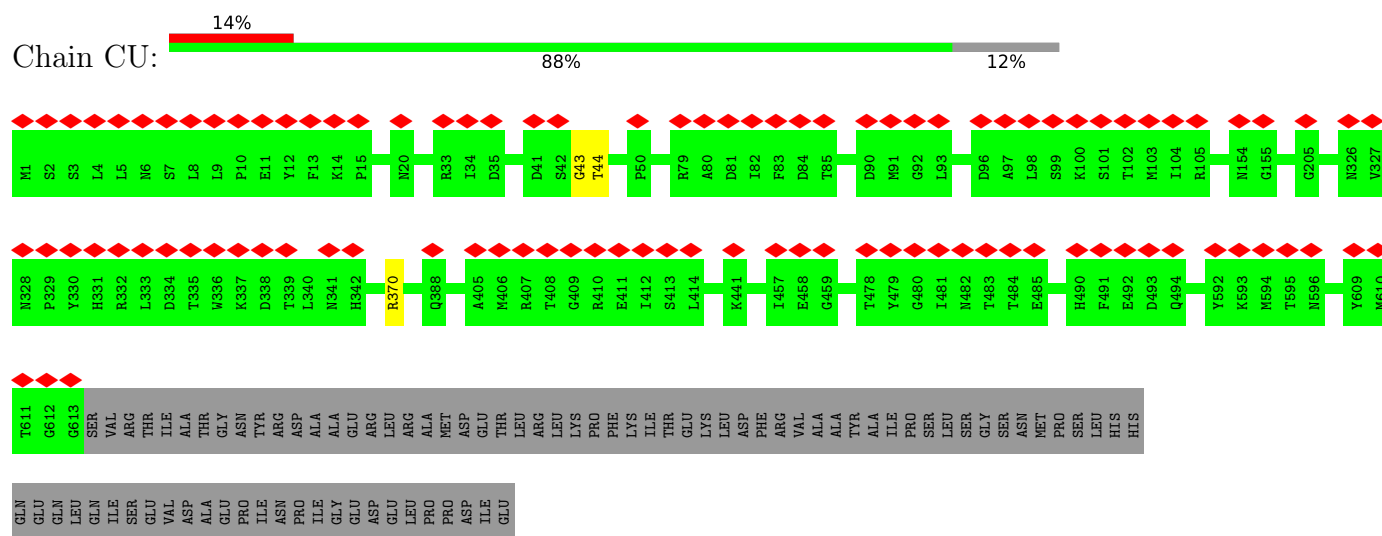 14%
Chain CU:
88% 12%
M1 S2 S3 L4 L5 N6 S7 L8 L9 P10 E11 Y12 F13 K14 P15 N20 R33 I34 D35 D41 S42 G43 T44 P50 R79 A80 D81 I82 F83 D84 T85 D90 M91 G92 L93 D96 A97 L98 S99 K100 S101 T102 M103 I104 R105 N154 G155 G205 N326 V327
N328 P329 Y330 H331 R332 L333 D334 T335 W336 K337 D338 T339 L340 N341 H342 R370 Q388 A405 M406 R407 T408 G409 R410 E411 I412 S413 L414 K441 I457 E458 G459 T478 Y479 G480 I481 N482 T483 T484 E485 H490 F491 E492 D493 Q494 Y592 K593 M594 T595 N596 Y609 M610
T611 G612 G613 SER VAL ARG THR ILE ALA THR GLY ASN TYR ARG ASP ALA ALA GLU ARG LEU ARG ALA MET ASP GLU THR LEU ARG LEU LYS PRO PHE LYS ILE THR GLU LYS LEU ASP PHE ARG VAL ALA ALA TYR ALA ILE PRO SER LEU SER GLY SER ASN MET PRO SER LEU HIS HIS
GLN GLU GLN LEU GLN ILE SER GLU VAL ASP ALA GLU PRO ILE ASN PRO ILE GLY GLU ASP GLU LEU PRO PRO ASP ILE GLU